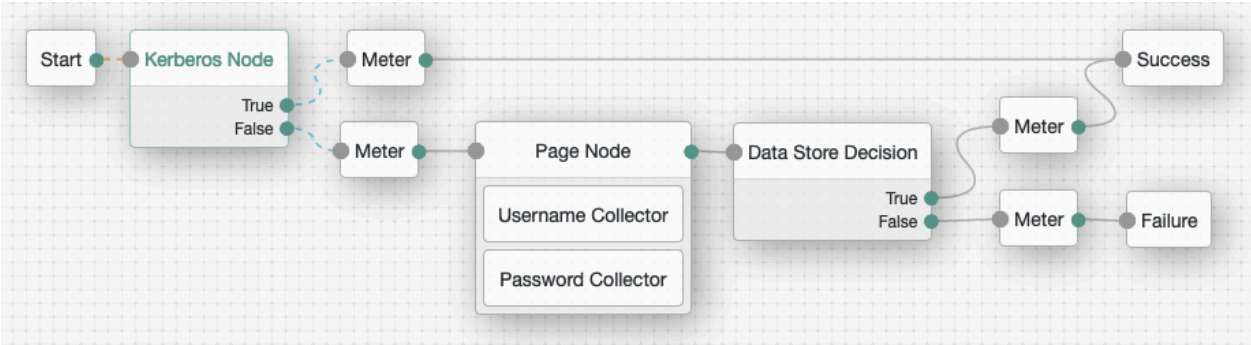 Start
Kerberos Node
True
False
Meter
Meter
Page Node
Username Collector
Password Collector
Data Store Decision
True
False
Meter
Meter
Success
Failure